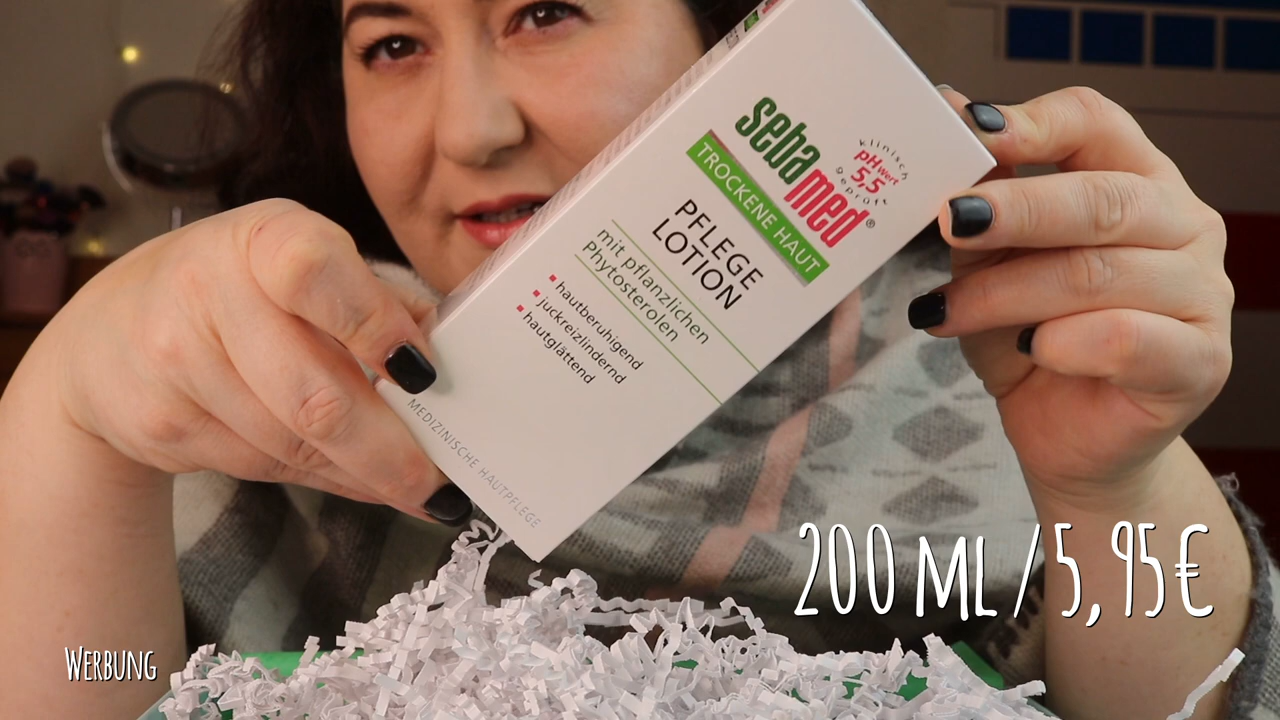 sebamed®
klinisch
pH Wert
5,5
geprüft
TROCKENE HAUT
PFLEGE
LOTION
mit pflanzlichen
Phytosterolen
hautberuhigend
juckreizlindernd
hautglättend
MEDIZINISCHE HAUTPFLEGE
200 ML / 5,95€
WERBUNG